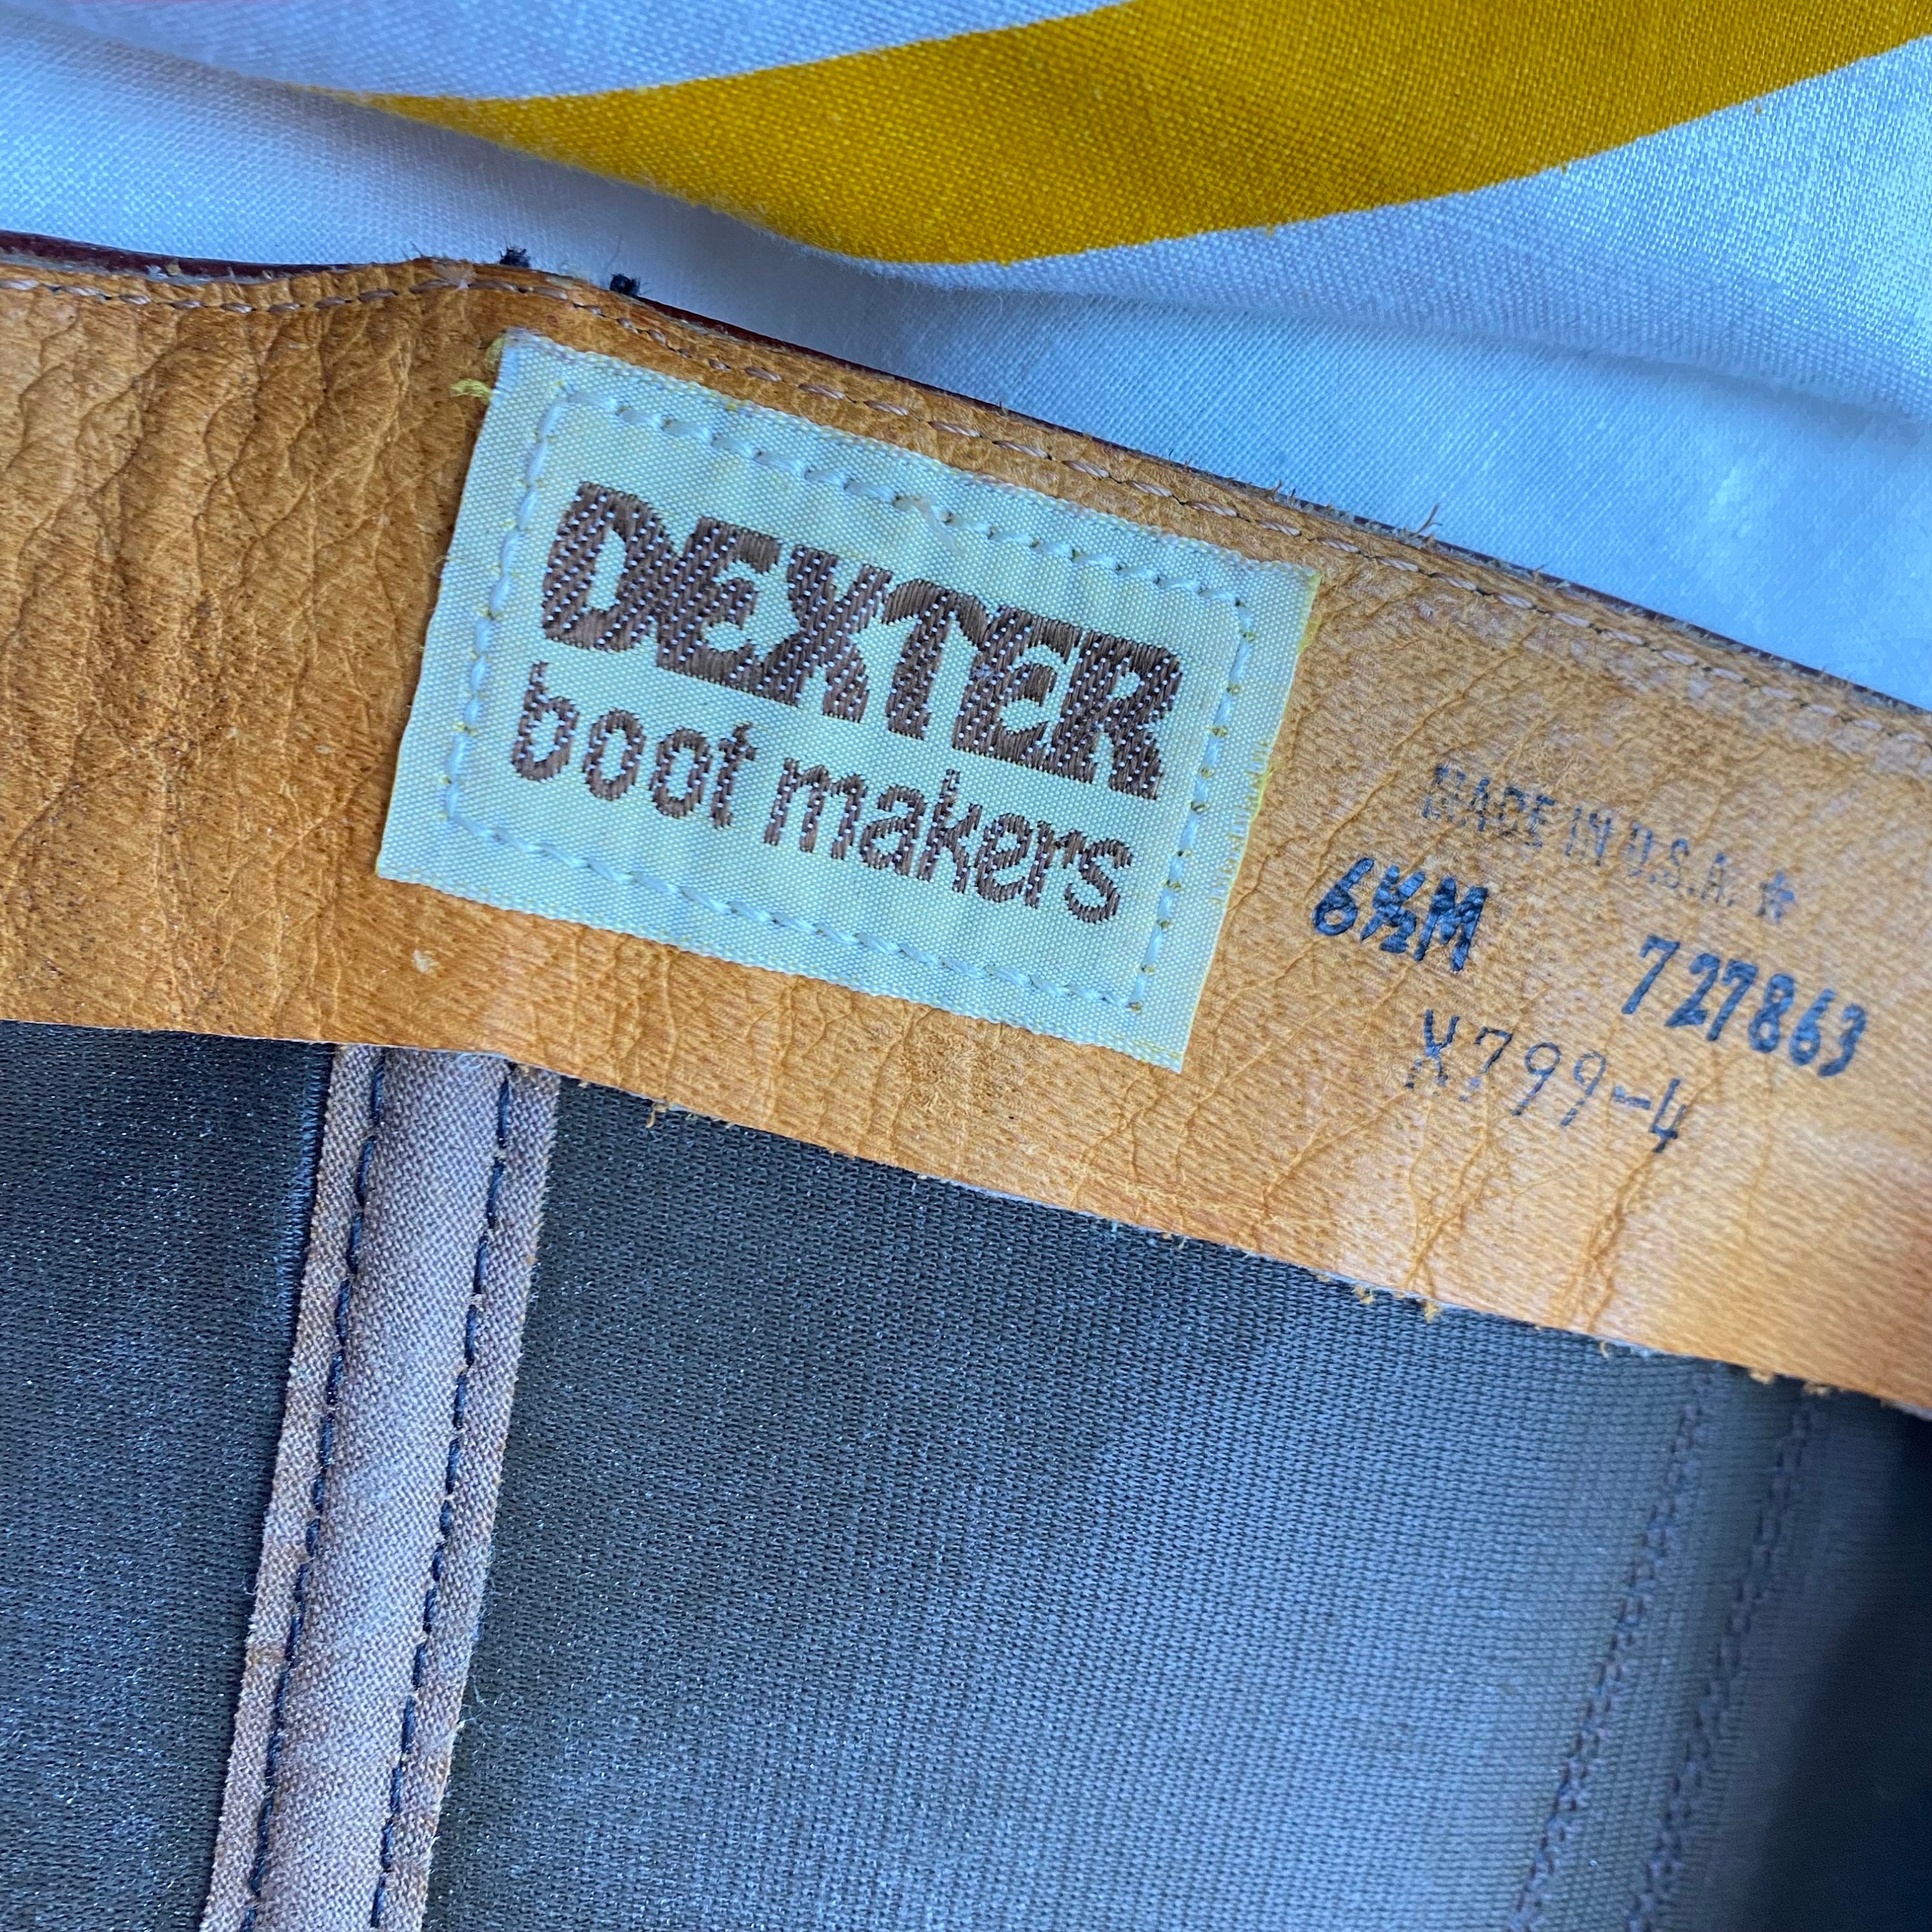 DEXTER
boot makers
MADE IN U.S.A. ★
6½M 727863
X799-4